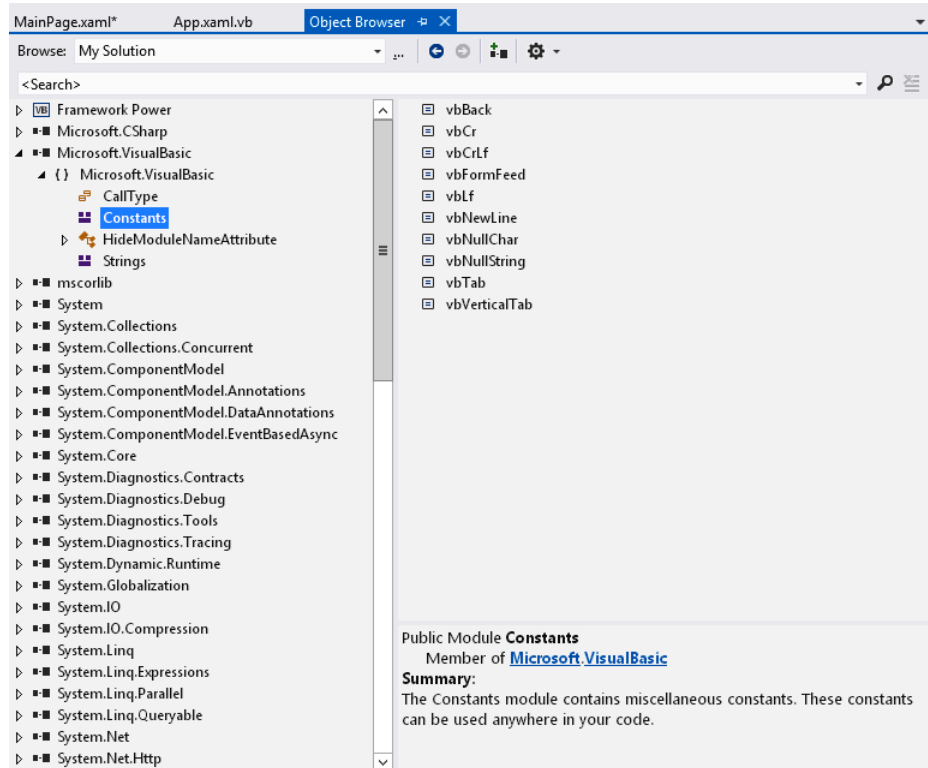 MainPage.xaml* App.xaml.vb Object Browser
Browse: My Solution ...
<Search>
VB Framework Power
Microsoft.CSharp
Microsoft.VisualBasic
{ } Microsoft.VisualBasic
CallType
Constants
HideModuleNameAttribute
Strings
mscorlib
System
System.Collections
System.Collections.Concurrent
System.ComponentModel
System.ComponentModel.Annotations
System.ComponentModel.DataAnnotations
System.ComponentModel.EventBasedAsync
System.Core
System.Diagnostics.Contracts
System.Diagnostics.Debug
System.Diagnostics.Tools
System.Diagnostics.Tracing
System.Dynamic.Runtime
System.Globalization
System.IO
System.IO.Compression
System.Linq
System.Linq.Expressions
System.Linq.Parallel
System.Linq.Queryable
System.Net
System.Net.Http
vbBack
vbCr
vbCrLf
vbFormFeed
vbLf
vbNewLine
vbNullChar
vbNullString
vbTab
vbVerticalTab
Public Module Constants
Member of Microsoft.VisualBasic
Summary:
The Constants module contains miscellaneous constants. These constants
can be used anywhere in your code.